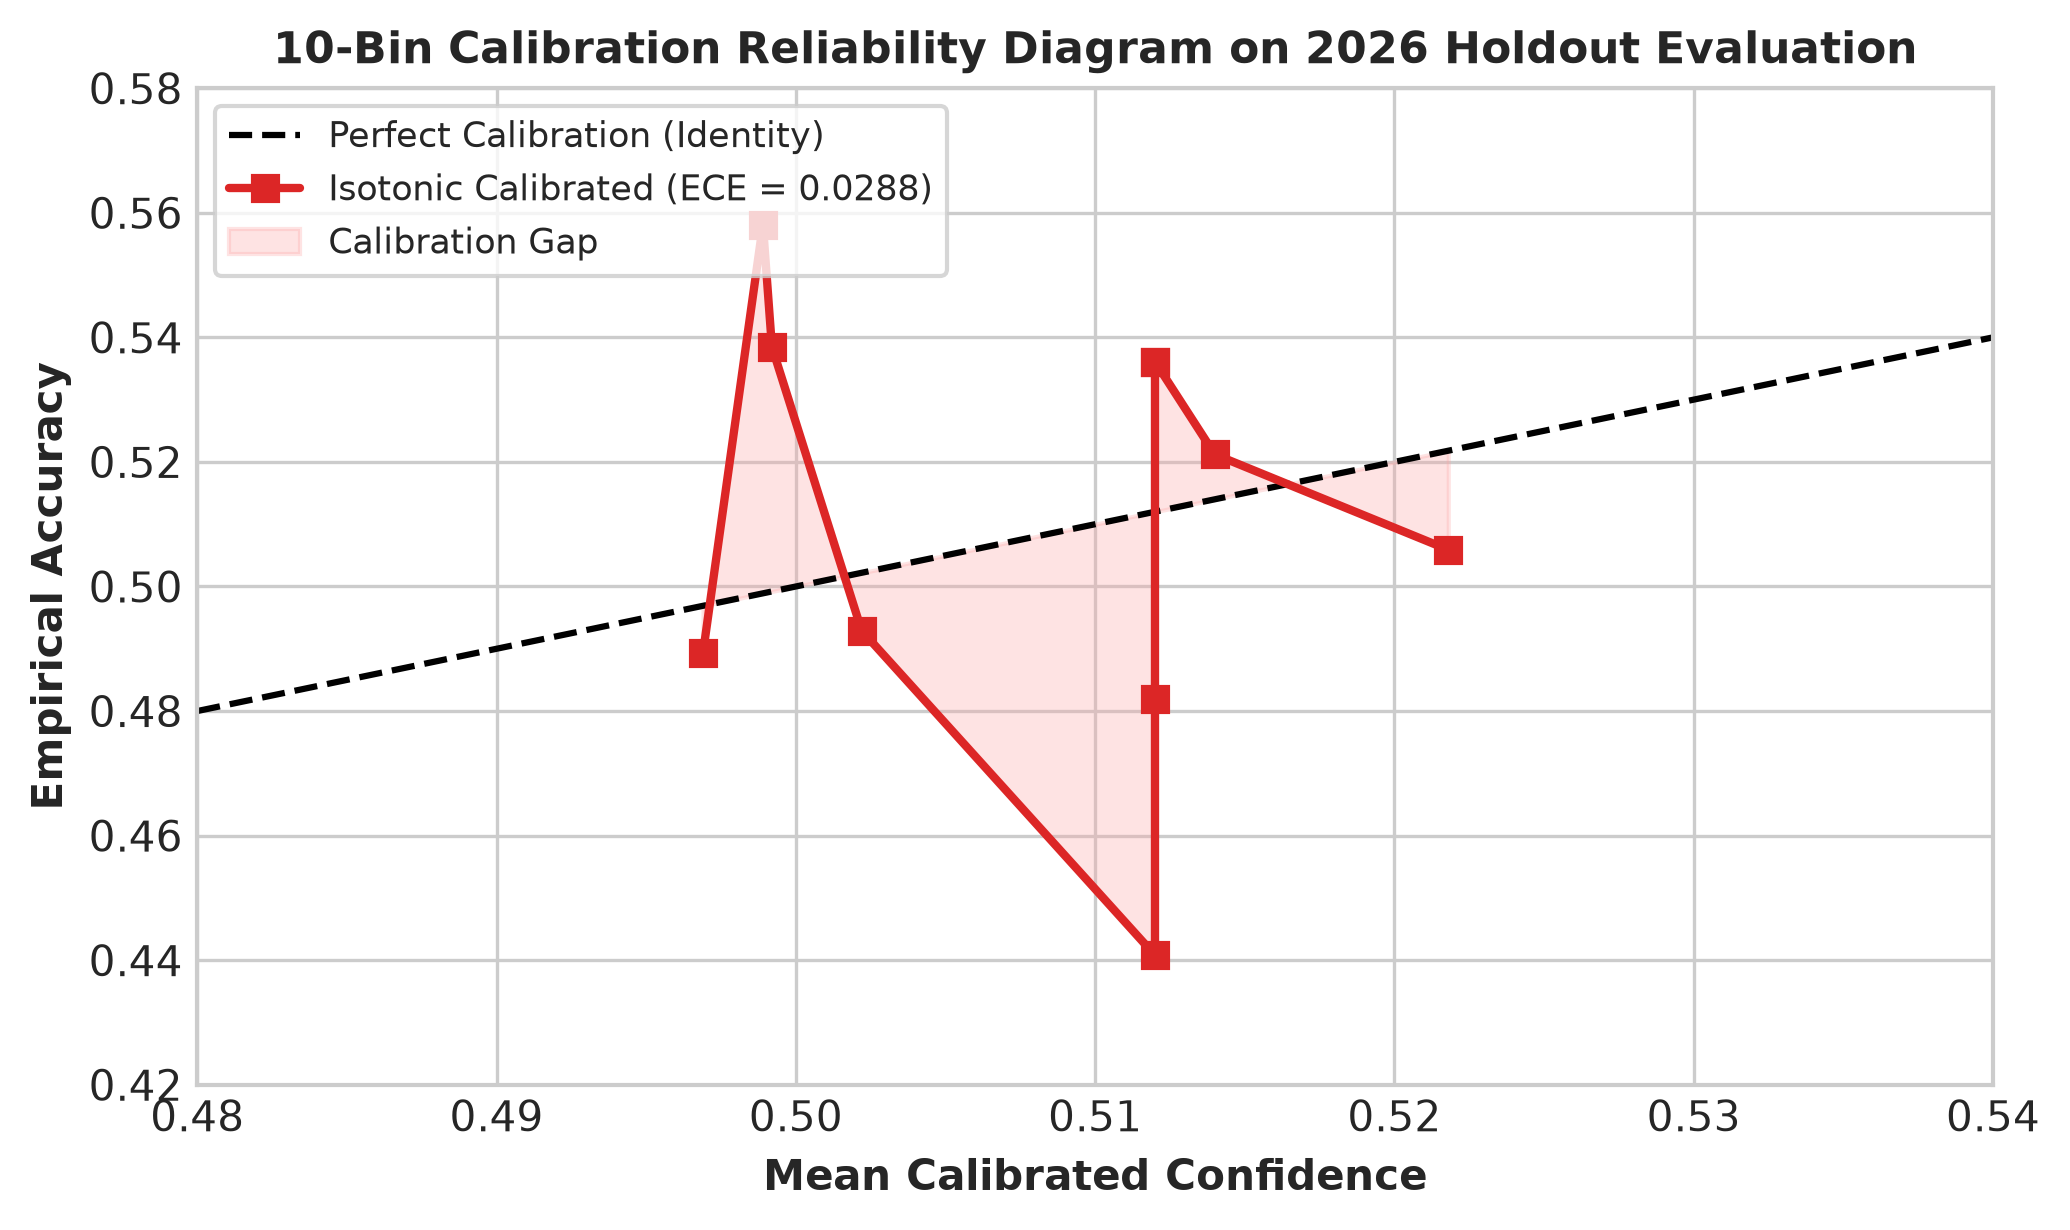 10-Bin Calibration Reliability Diagram on 2026 Holdout Evaluation
Perfect Calibration (Identity)
Isotonic Calibrated (ECE = 0.0288)
Calibration Gap
Empirical Accuracy
0.58
0.56
0.54
0.52
0.50
0.48
0.46
0.44
0.42
0.48 0.49 0.50 0.51 0.52 0.53 0.54
Mean Calibrated Confidence